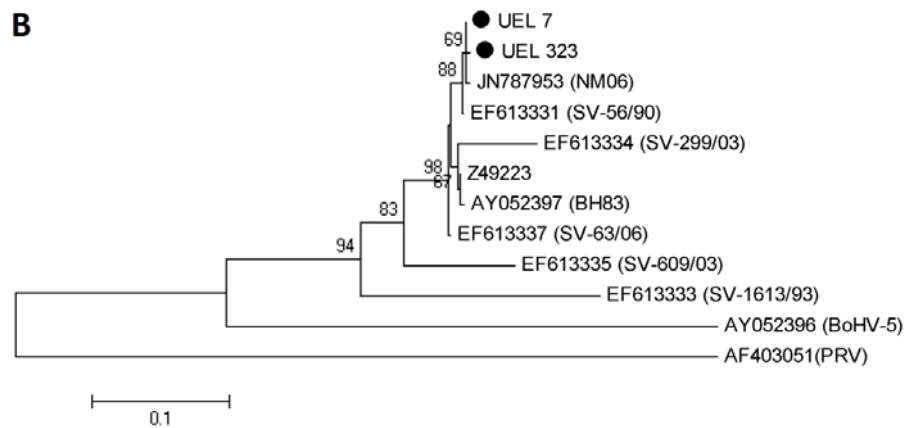 B
UEL 7
69
UEL 323
88
JN787953 (NM06)
EF613331 (SV-56/90)
EF613334 (SV-299/03)
98
Z49223
67
AY052397 (BH83)
83
EF613337 (SV-63/06)
94
EF613335 (SV-609/03)
EF613333 (SV-1613/93)
AY052396 (BoHV-5)
AF403051(PRV)
0.1